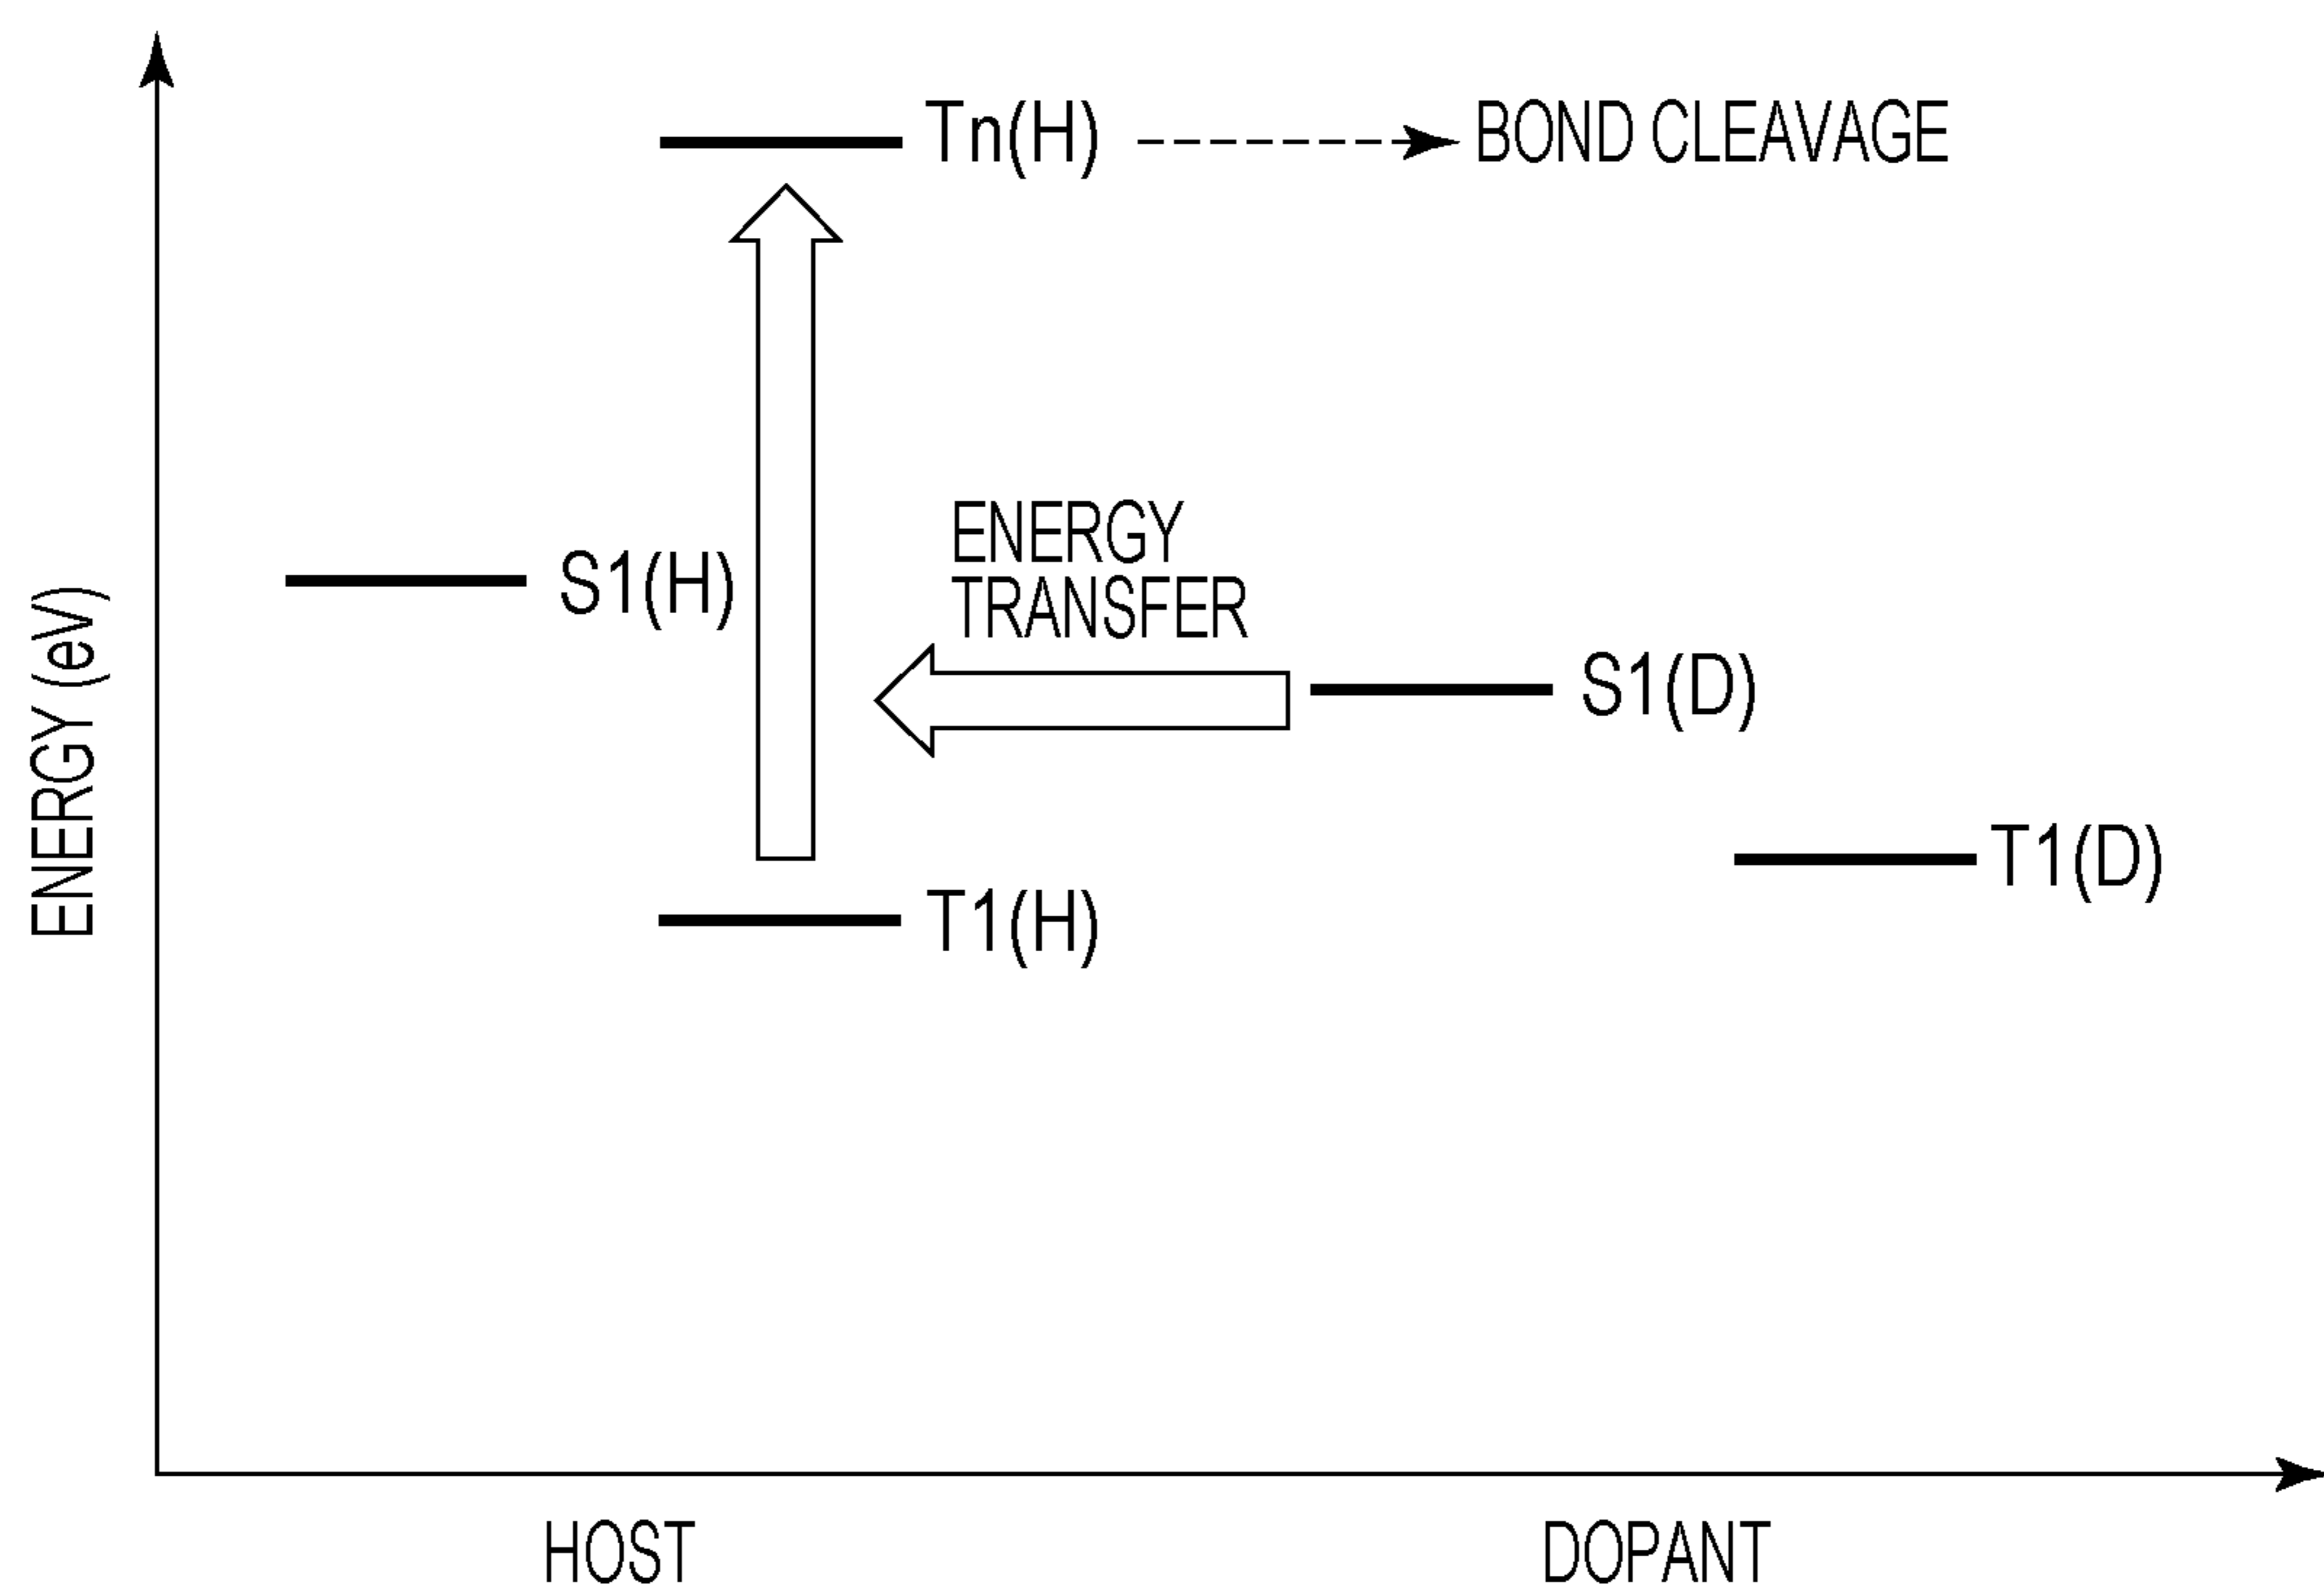 Tn(H)
BOND CLEAVAGE
ENERGY
TRANSFER
S1(H)
S1(D)
T1(D)
T1(H)
ENERGY (eV)
HOST
DOPANT